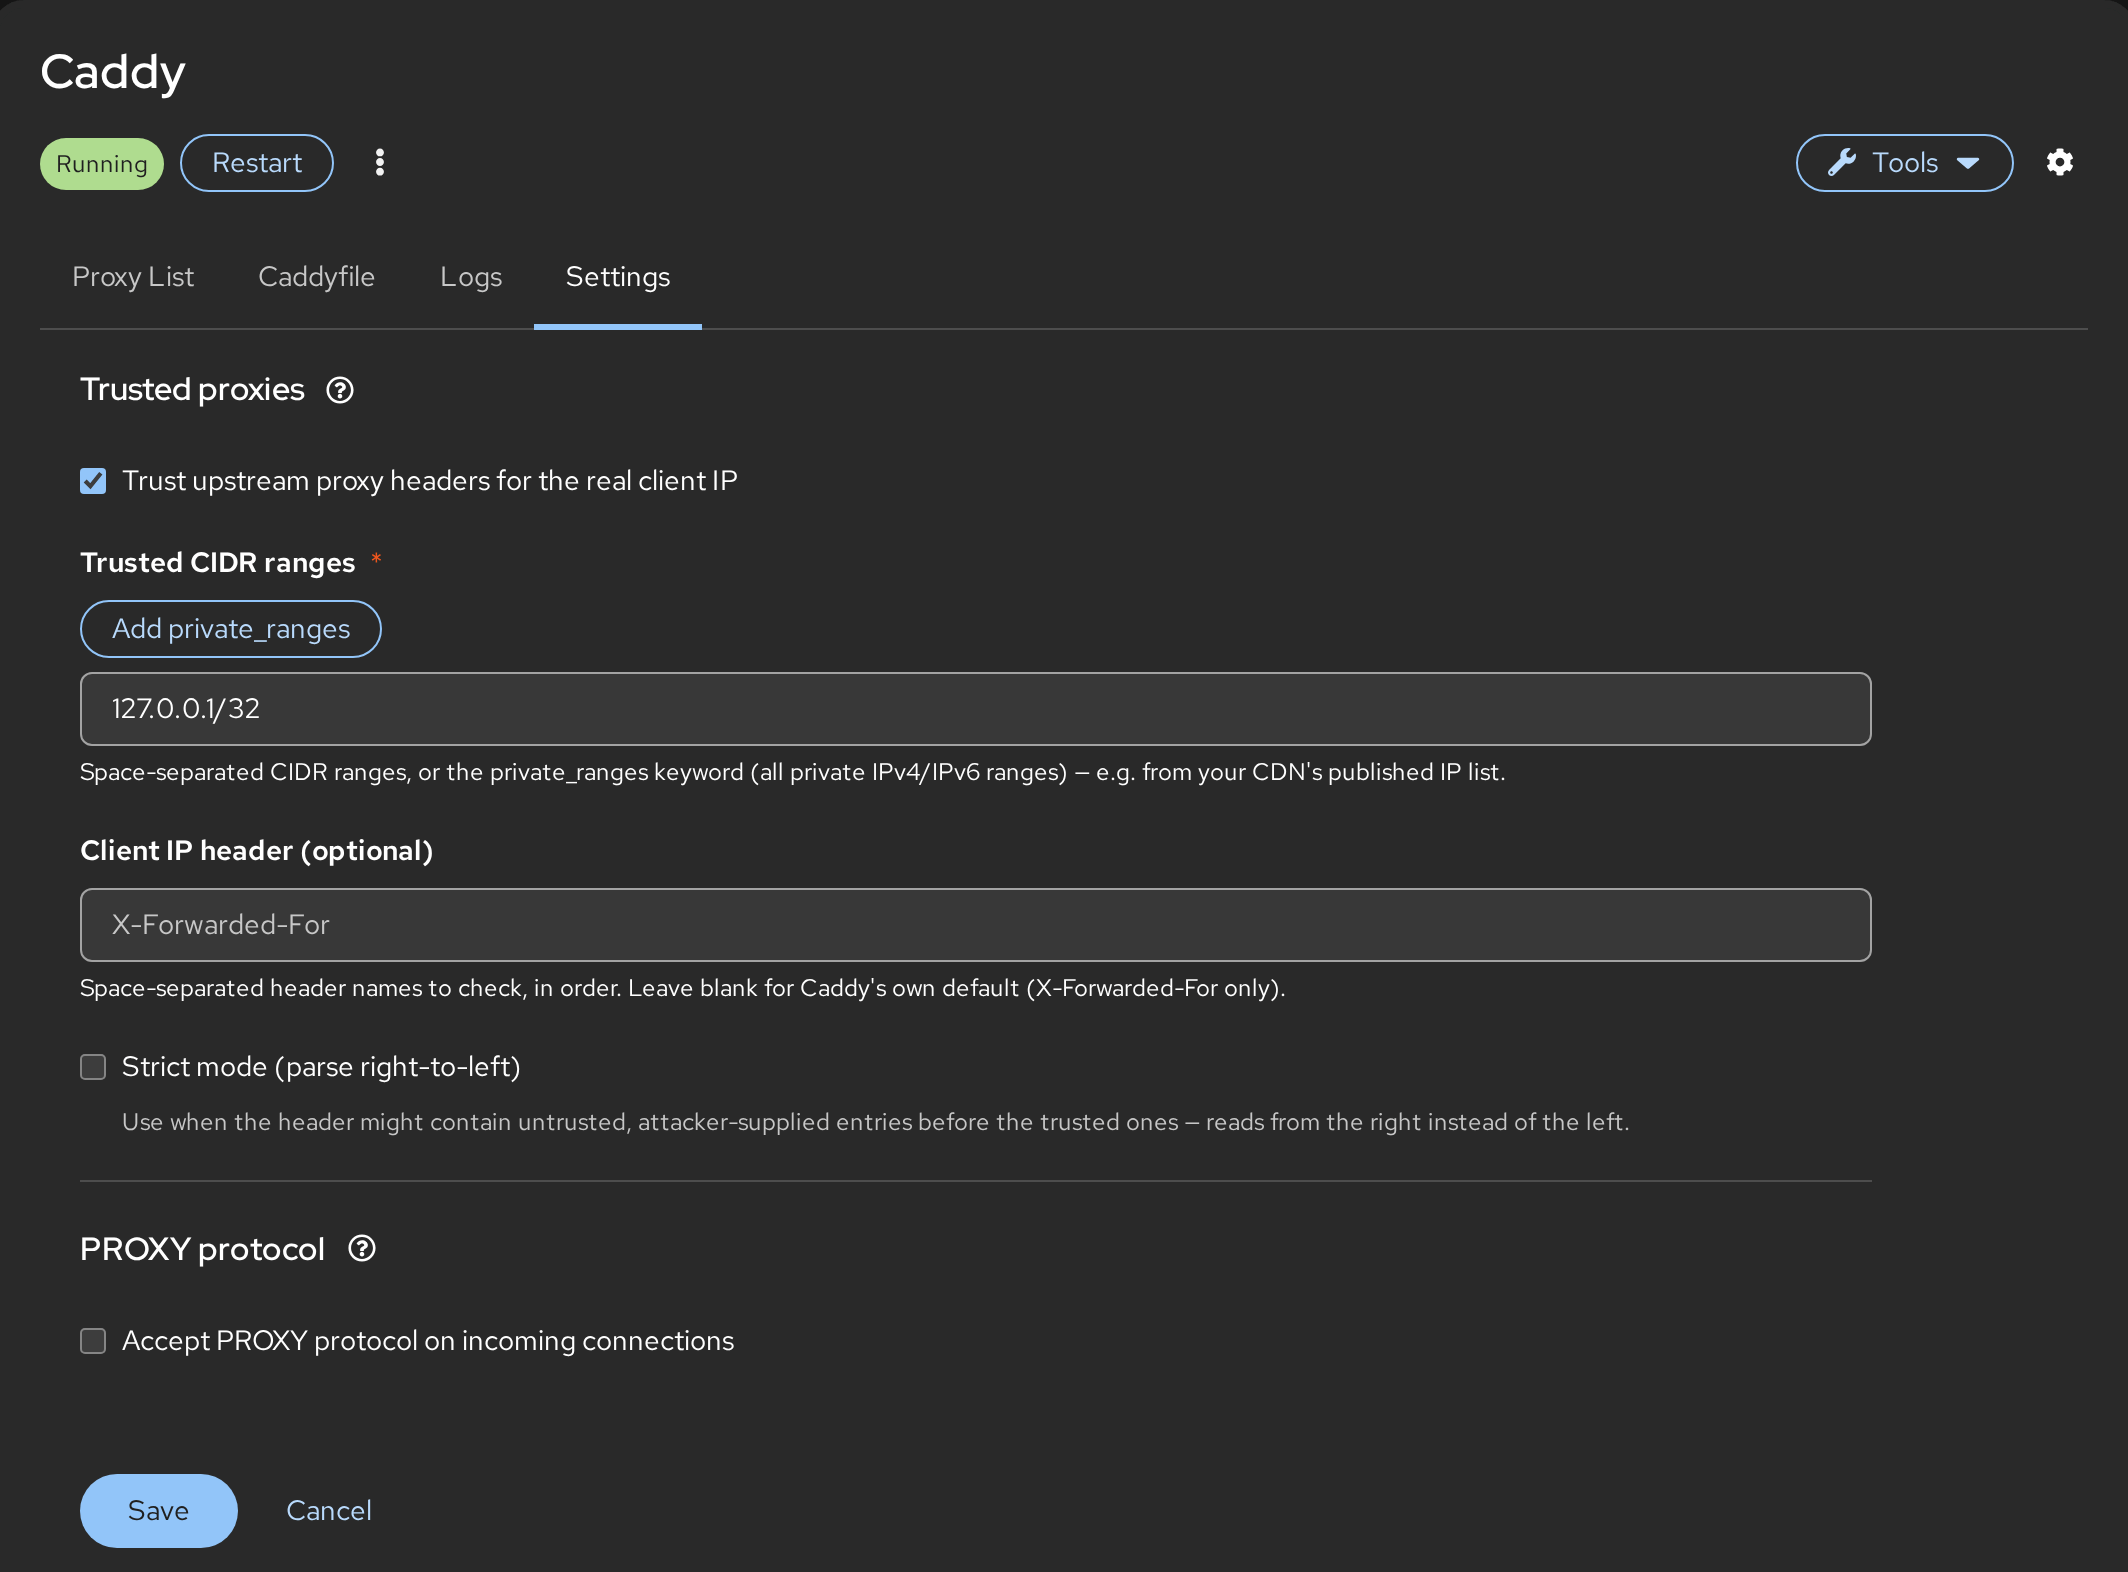 Caddy
Running
Restart
Tools
Proxy List
Caddyfile
Logs
Settings
Trusted proxies
Trust upstream proxy headers for the real client IP
Trusted CIDR ranges *
Add private_ranges
127.0.0.1/32
Space-separated CIDR ranges, or the private_ranges keyword (all private IPv4/IPv6 ranges) — e.g. from your CDN's published IP list.
Client IP header (optional)
X-Forwarded-For
Space-separated header names to check, in order. Leave blank for Caddy's own default (X-Forwarded-For only).
Strict mode (parse right-to-left)
Use when the header might contain untrusted, attacker-supplied entries before the trusted ones — reads from the right instead of the left.
PROXY protocol
Accept PROXY protocol on incoming connections
Save
Cancel